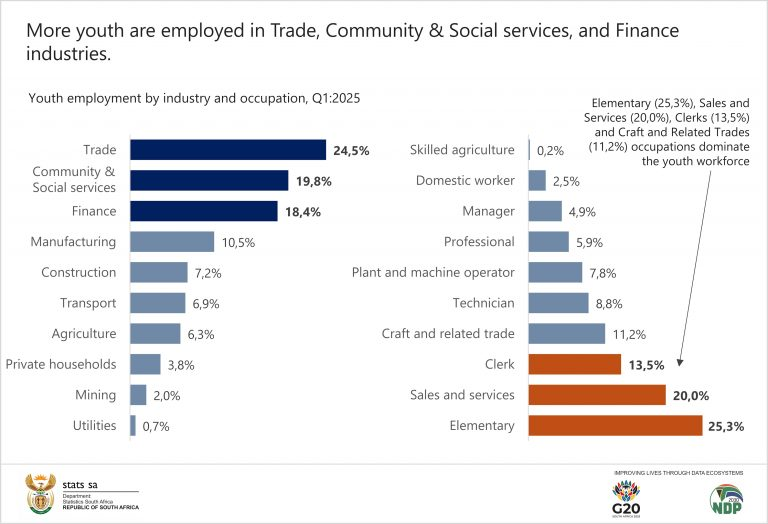 More youth are employed in Trade, Community & Social services, and Finance
industries.
Youth employment by industry and occupation, Q1:2025
Elementary (25,3%), Sales and
Services (20,0%), Clerks (13,5%)
and Craft and Related Trades
(11,2%) occupations dominate
the youth workforce
Trade 24,5%
Community &
Social services 19,8%
Finance 18,4%
Manufacturing 10,5%
Construction 7,2%
Transport 6,9%
Agriculture 6,3%
Private households 3,8%
Mining 2,0%
Utilities 0,7%
Skilled agriculture 0,2%
Domestic worker 2,5%
Manager 4,9%
Professional 5,9%
Plant and machine operator 7,8%
Technician 8,8%
Craft and related trade 11,2%
Clerk 13,5%
Sales and services 20,0%
Elementary 25,3%
stats sa
Department:
Statistics South Africa
REPUBLIC OF SOUTH AFRICA
IMPROVING LIVES THROUGH DATA ECOSYSTEMS
G20
SOUTH AFRICA 2025
2030
NDP